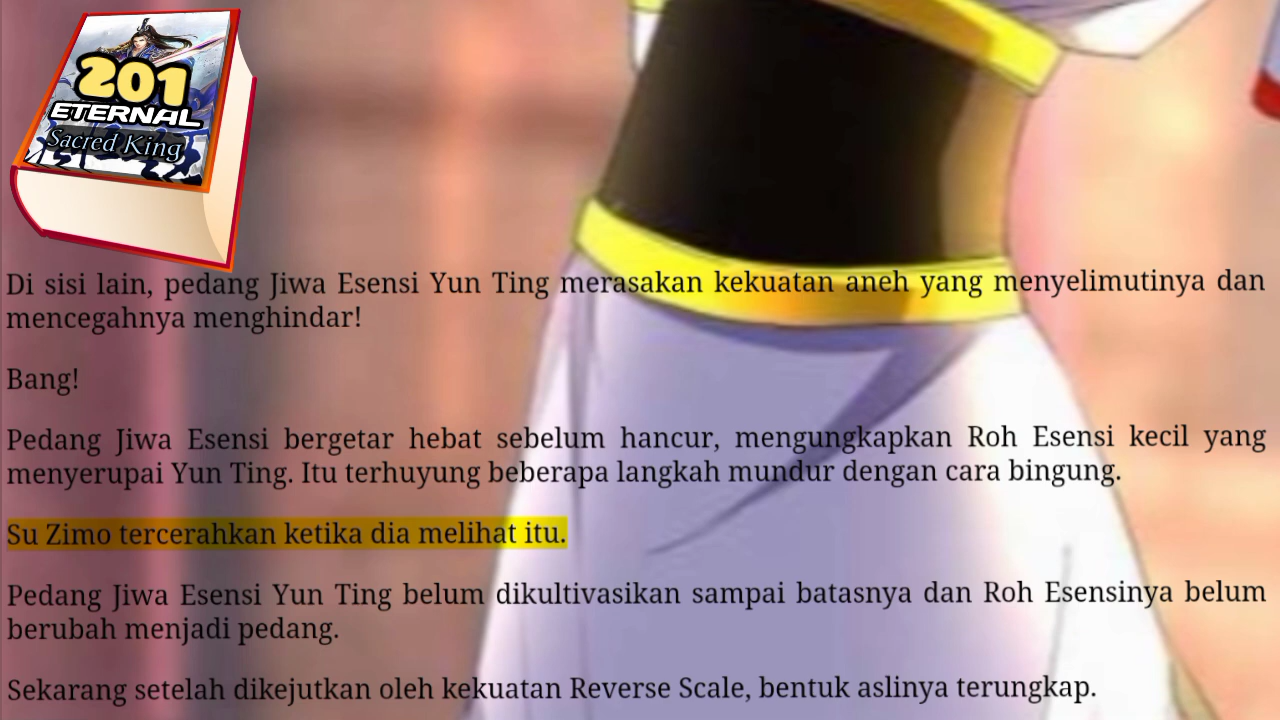 201
ETERNAL
Sacred King
Di sisi lain, pedang Jiwa Esensi Yun Ting merasakan kekuatan aneh yang menyelimutinya dan
mencegahnya menghindar!
Bang!
Pedang Jiwa Esensi bergetar hebat sebelum hancur, mengungkapkan Roh Esensi kecil yang
menyerupai Yun Ting. Itu terhuyung beberapa langkah mundur dengan cara bingung.
Su Zimo tercerahkan ketika dia melihat itu.
Pedang Jiwa Esensi Yun Ting belum dikultivasikan sampai batasnya dan Roh Esensinya belum
berubah menjadi pedang.
Sekarang setelah dikejutkan oleh kekuatan Reverse Scale, bentuk aslinya terungkap.